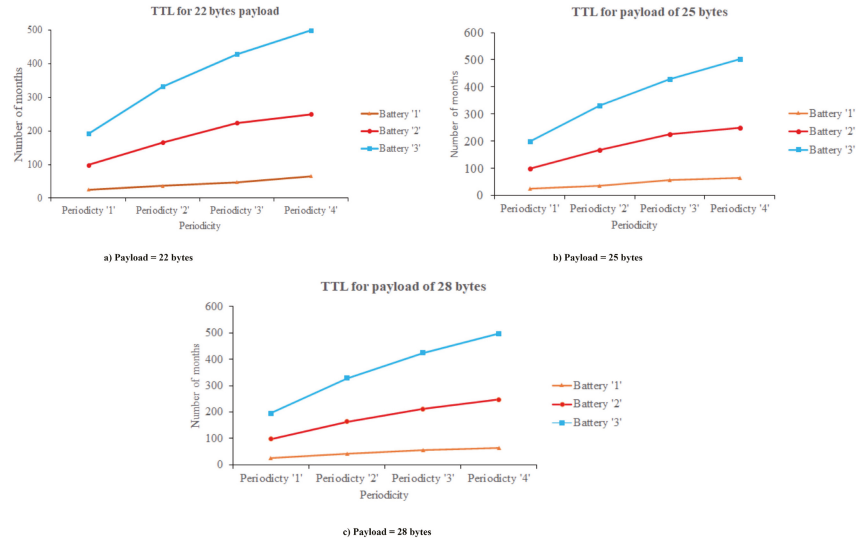 TTL for 22 bytes payload
500
400
300
200
100
0
Number of months
Periodicty '1'
Periodicty '2'
Periodicty '3'
Periodicty '4'
Periodicity
Battery '1'
Battery '2'
Battery '3'
a) Payload = 22 bytes
TTL for payload of 25 bytes
600
500
400
300
200
100
0
Number of months
Periodicty '1'
Periodicty '2'
Periodicty '3'
Periodicty '4'
Periodicity
Battery '1'
Battery '2'
Battery '3'
b) Payload = 25 bytes
TTL for payload of 28 bytes
600
500
400
300
200
100
0
Number of months
Periodicty '1'
Periodicty '2'
Periodicty '3'
Periodicty '4'
Periodicity
Battery '1'
Battery '2'
Battery '3'
c) Payload = 28 bytes